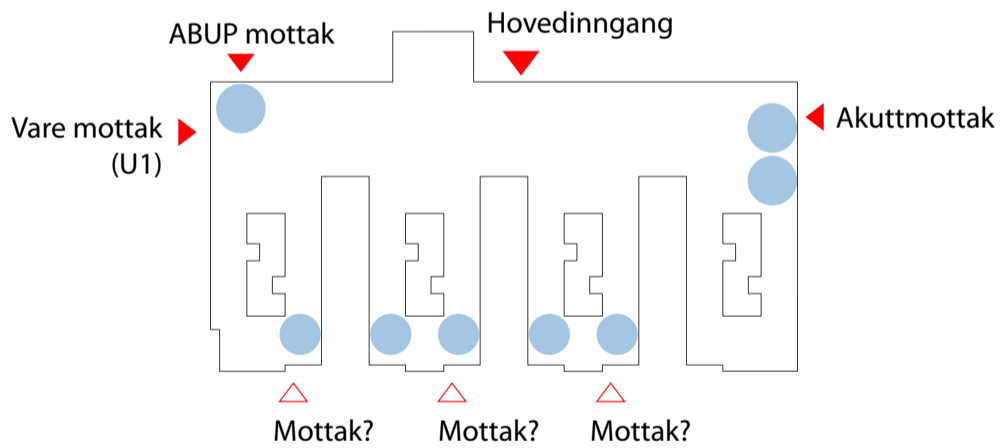 ABUP mottak
Hovedinngang
Vare mottak
(U1)
Akuttmottak
Mottak?
Mottak?
Mottak?